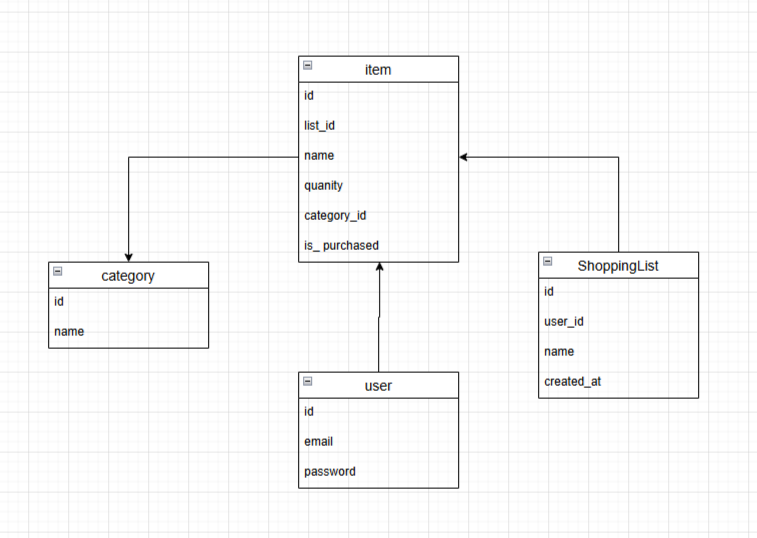 item
id
list_id
name
quanity
category_id
is_ purchased
category
id
name
ShoppingList
id
user_id
name
created_at
user
id
email
password